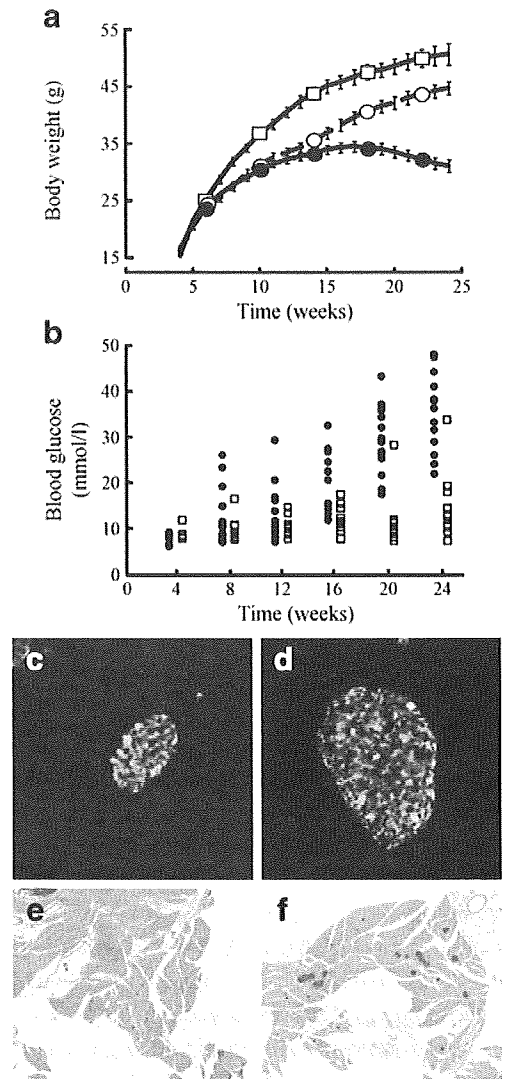 a
55
45
35
25
15
Body weight (g)
0 5 10 15 20 25
Time (weeks)
b
50
40
30
20
10
0
Blood glucose
(mmol/l)
0 4 8 12 16 20 24
Time (weeks)
c d
e f